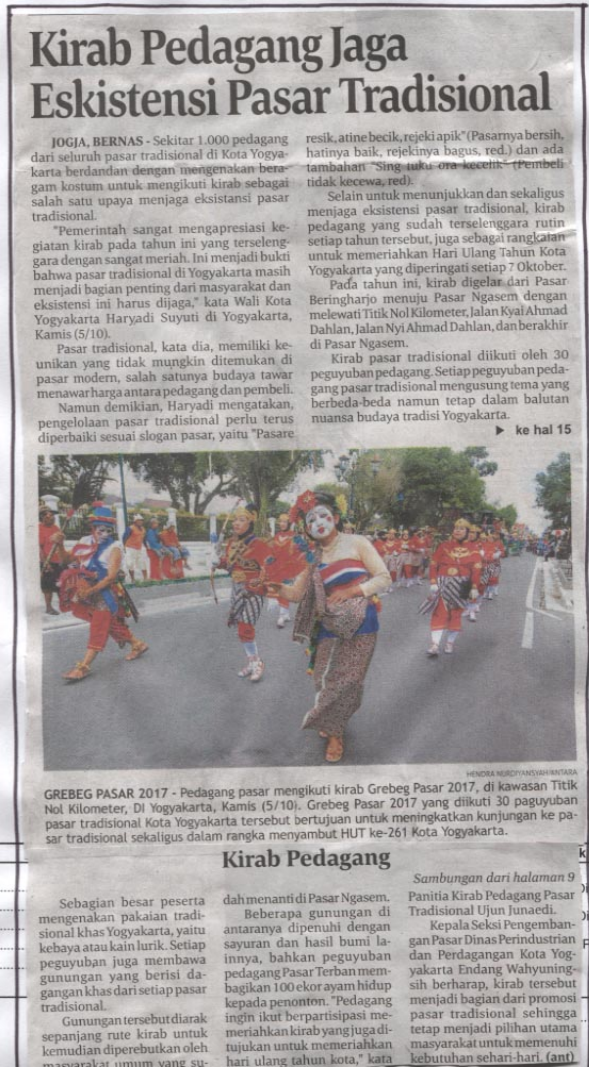 Kirab Pedagang Jaga
Eskistensi Pasar Tradisional
JOGJA, BERNAS - Sekitar 1.000 pedagang
dari seluruh pasar tradisional di Kota Yogya-
karta berdandan dengan mengenakan bera-
gam kostum untuk mengikuti kirab sebagai
salah satu upaya menjaga eksistansi pasar
tradisional.
"Pemerintah sangat mengapresiasi ke-
giatan kirab pada tahun ini yang terseleng-
gara dengan sangat meriah. Ini menjadi bukti
bahwa pasar tradisional di Yogyakarta masih
menjadi bagian penting dari masyarakat dan
eksistensi ini harus dijaga," kata Wali Kota
Yogyakarta Haryadi Suyuti di Yogyakarta,
Kamis (5/10).
Pasar tradisional, kata dia, memiliki ke-
unikan yang tidak mungkin ditemukan di
pasar modern, salah satunya budaya tawar
menawar harga antara pedagang dan pembeli.
Namun demikian, Haryadi mengatakan,
pengelolaan pasar tradisional perlu terus
diperbaiki sesuai slogan pasar, yaitu "Pasare
resik, atine becik, rejeki apik" (Pasarnya bersih,
hatinya baik, rejekinya bagus, red.) dan ada
tambahan "Sing tuku ora kecelik" (Pembeli
tidak kecewa, red).
Selain untuk menunjukkan dan sekaligus
menjaga eksistensi pasar tradisional, kirab
pedagang yang sudah terselenggara rutin
setiap tahun tersebut, juga sebagai rangkaian
untuk memeriahkan Hari Ulang Tahun Kota
Yogyakarta yang diperingati setiap 7 Oktober.
Pada tahun ini, kirab digelar dari Pasar
Beringharjo menuju Pasar Ngasem dengan
melewati Titik Nol Kilometer, Jalan Kyai Ahmad
Dahlan, Jalan Nyi Ahmad Dahlan, dan berakhir
di Pasar Ngasem.
Kirab pasar tradisional diikuti oleh 30
peguyuban pedagang. Setiap peguyuban peda-
gang pasar tradisional mengusung tema yang
berbeda-beda namun tetap dalam balutan
nuansa budaya tradisi Yogyakarta.
▶ ke hal 15
HENDRA NURDIYANSYAH/ANTARA
GREBEG PASAR 2017 - Pedagang pasar mengikuti kirab Grebeg Pasar 2017, di kawasan Titik
Nol Kilometer, DI Yogyakarta, Kamis (5/10). Grebeg Pasar 2017 yang diikuti 30 paguyuban
pasar tradisional Kota Yogyakarta tersebut bertujuan untuk meningkatkan kunjungan ke pa-
sar tradisional sekaligus dalam rangka menyambut HUT ke-261 Kota Yogyakarta.
Kirab Pedagang
Sambungan dari halaman 9
Sebagian besar peserta
mengenakan pakaian tradi-
sional khas Yogyakarta, yaitu
kebaya atau kain lurik. Setiap
peguyuban juga membawa
gunungan yang berisi da-
gangan khas dari setiap pasar
tradisional.
Gunungan tersebut diarak
sepanjang rute kirab untuk
kemudian diperebutkan oleh
masyarakat umum yang su-
dah menanti di Pasar Ngasem.
Beberapa gunungan di
antaranya dipenuhi dengan
sayuran dan hasil bumi la-
innya, bahkan peguyuban
pedagang Pasar Terban mem-
bagikan 100 ekor ayam hidup
kepada penonton. "Pedagang
ingin ikut berpartisipasi me-
meriahkan kirab yang juga di-
tujukan untuk memeriahkan
hari ulang tahun kota," kata
Panitia Kirab Pedagang Pasar
Tradisional Ujun Junaedi.
Kepala Seksi Pengemban-
gan Pasar Dinas Perindustrian
dan Perdagangan Kota Yog-
yakarta Endang Wahyuning-
sih berharap, kirab tersebut
menjadi bagian dari promosi
pasar tradisional sehingga
tetap menjadi pilihan utama
masyarakat untuk memenuhi
kebutuhan sehari-hari. (ant)